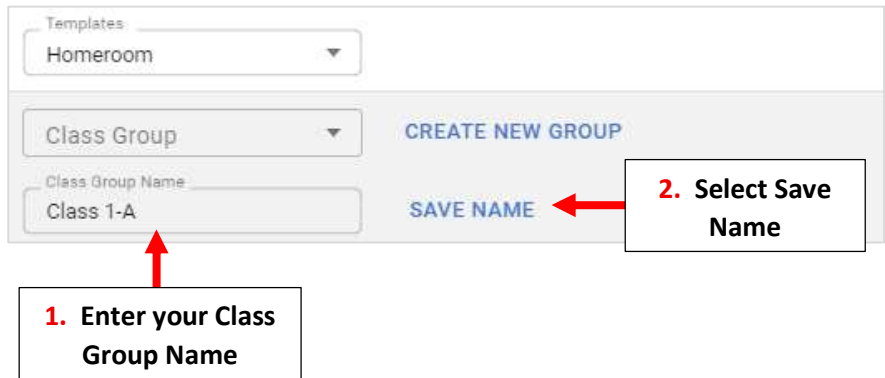 Templates
Homeroom
Class Group
CREATE NEW GROUP
Class Group Name
Class 1-A
SAVE NAME
2. Select Save
Name
1. Enter your Class
Group Name